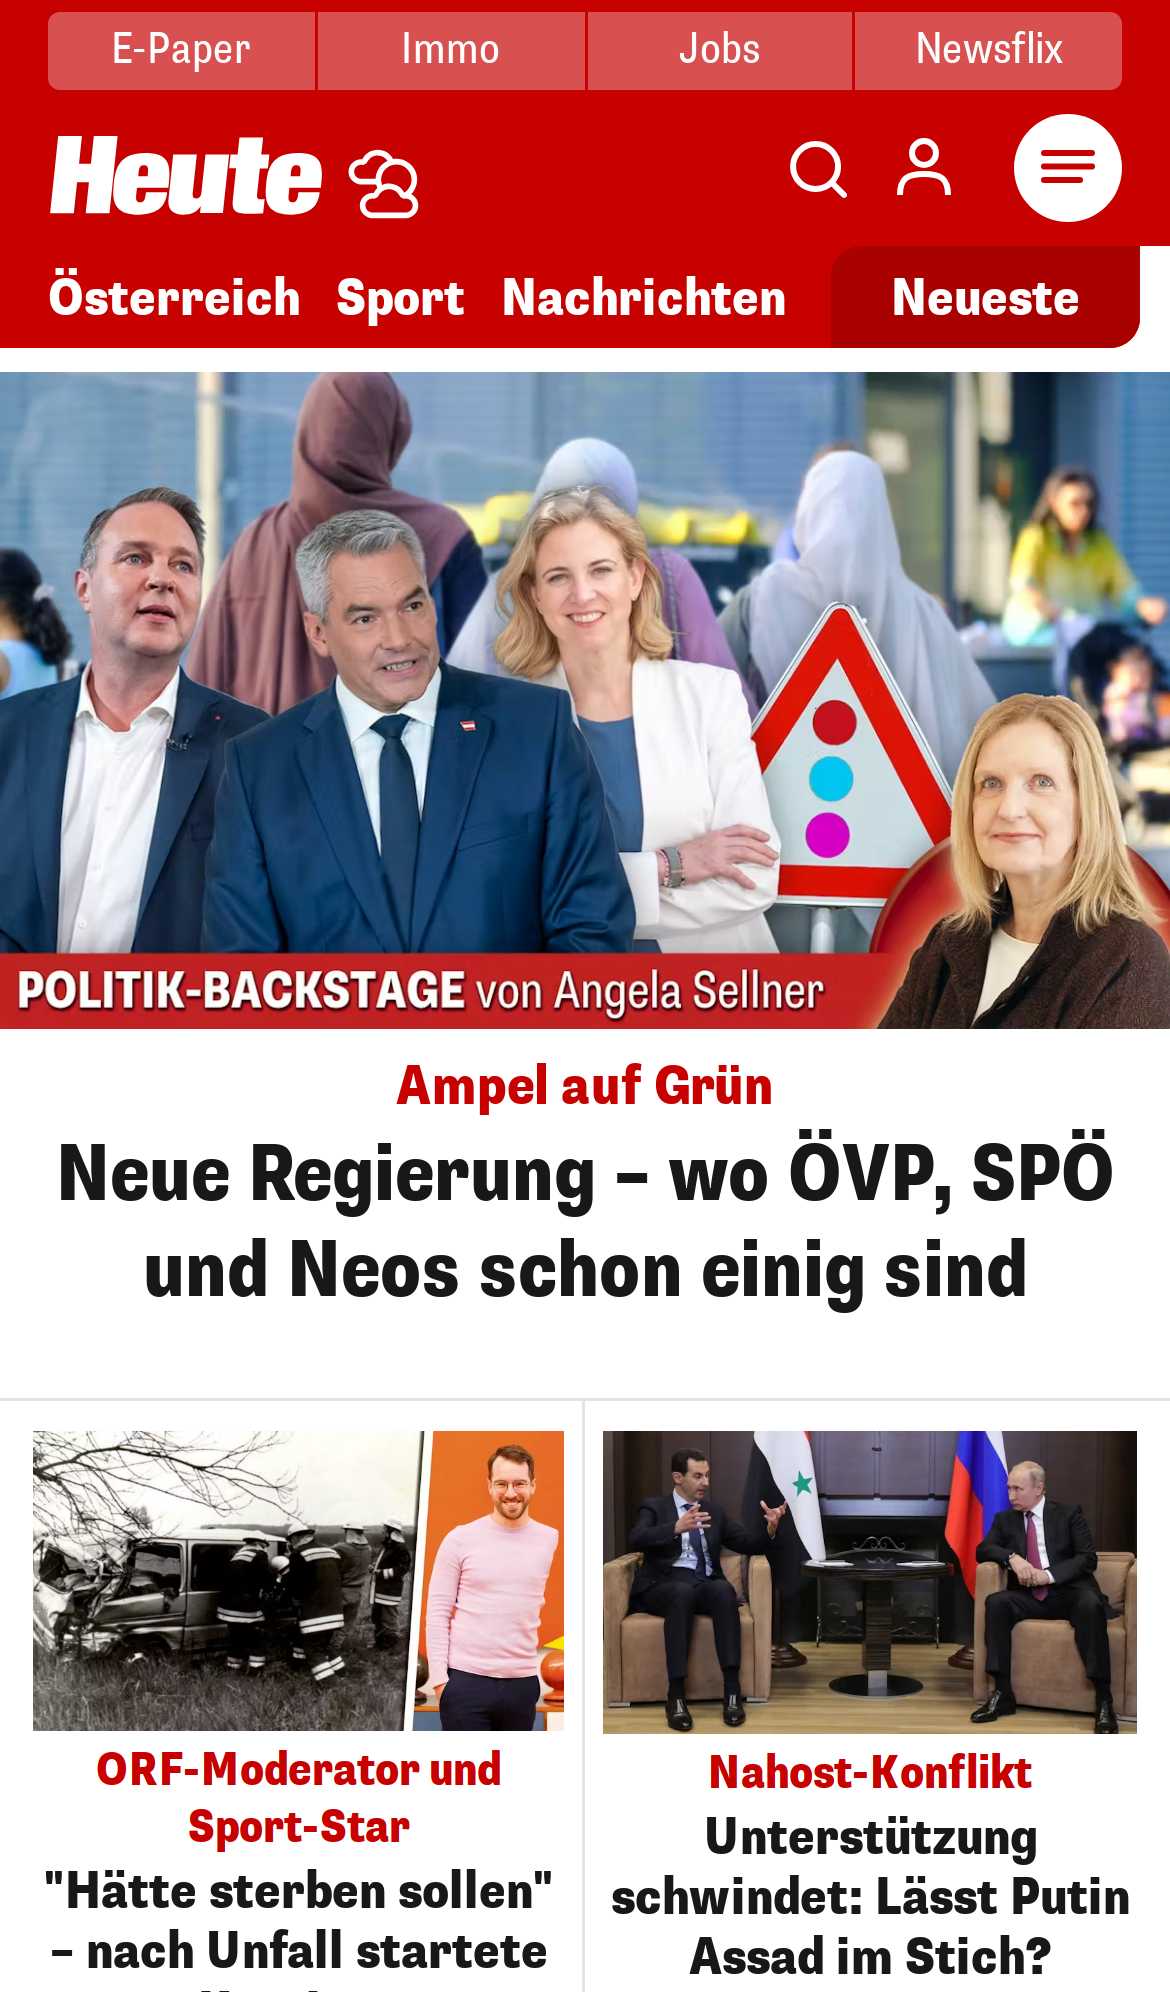 E-Paper
Immo
Jobs
Newsflix
Heute
Österreich
Sport
Nachrichten
Neueste
POLITIK-BACKSTAGE von Angela Sellner
Ampel auf Grün
Neue Regierung – wo ÖVP, SPÖ
und Neos schon einig sind
ORF-Moderator und
Sport-Star
"Hätte sterben sollen"
– nach Unfall startete
Nahost-Konflikt
Unterstützung
schwindet: Lässt Putin
Assad im Stich?